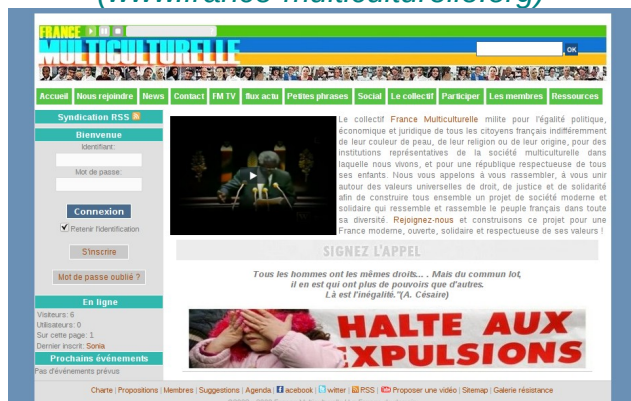 (www.france-multiculturelle.org)
FRANCE
MULTICULTURELLE
OK
Accueil Nous rejoindre News Contact FM TV flux actu Petites phrases Social Le collectif Participer Les membres Ressources
Syndication RSS
Bienvenue
Identifiant:
Mot de passe:
Connexion
Retenir l'identification
S'inscrire
Mot de passe oublié ?
En ligne
Visiteurs: 6
Utilisateurs: 0
Sur cette page: 1
Dernier inscrit: Sonia
Prochains événements
Pas d'événements prévus
Le collectif France Multiculturelle milite pour l'égalité politique,
économique et juridique de tous les citoyens français indifféremment
de leur couleur de peau, de leur religion ou de leur origine, pour des
institutions représentatives de la société multiculturelle dans
laquelle nous vivons, et pour une république respectueuse de tous
ses enfants. Nous vous appelons à vous rassembler, à vous unir
autour des valeurs universelles de droit, de justice et de solidarité
afin de construire tous ensemble un projet de société moderne et
solidaire qui ressemble et rassemble le peuple français dans toute
sa diversité. Rejoignez-nous et construisons ce projet pour une
France moderne, ouverte, solidaire et respectueuse de ses valeurs !
SIGNEZ L'APPEL
Tous les hommes ont les mêmes droits... . Mais du commun lot,
il en est qui ont plus de pouvoirs que d'autres.
Là est l'inégalité."(A. Césaire)
HALTE AUX
EXPULSIONS
Charte | Propositions | Membres | Suggestions | Agenda | facebook | witter | RSS | Proposer une vidéo | Sitemap | Galerie résistance